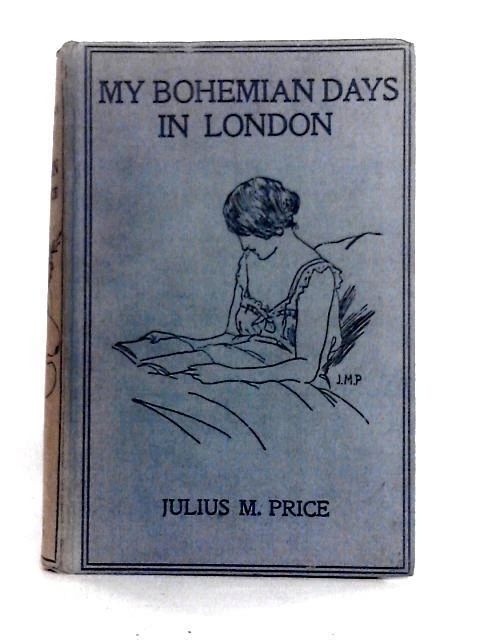 MY BOHEMIAN DAYS
IN LONDON
J.M.P
JULIUS M. PRICE